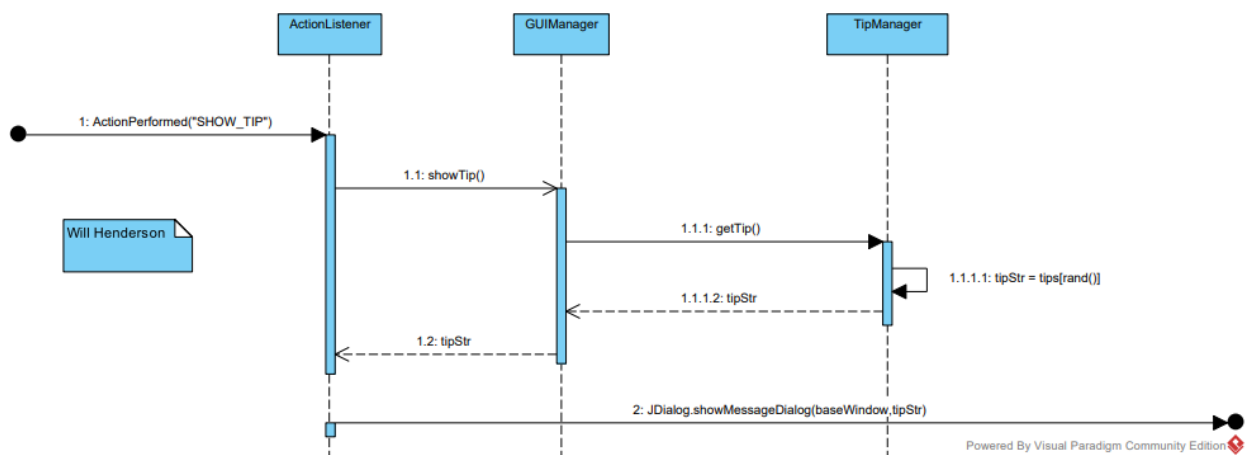 ActionListener
GUIManager
TipManager
1: ActionPerformed("SHOW_TIP")
1.1: showTip()
Will Henderson
1.1.1: getTip()
1.1.1.1: tipStr = tips[rand()]
1.1.1.2: tipStr
1.2: tipStr
2: JDialog.showMessageDialog(baseWindow,tipStr)
Powered By Visual Paradigm Community Edition